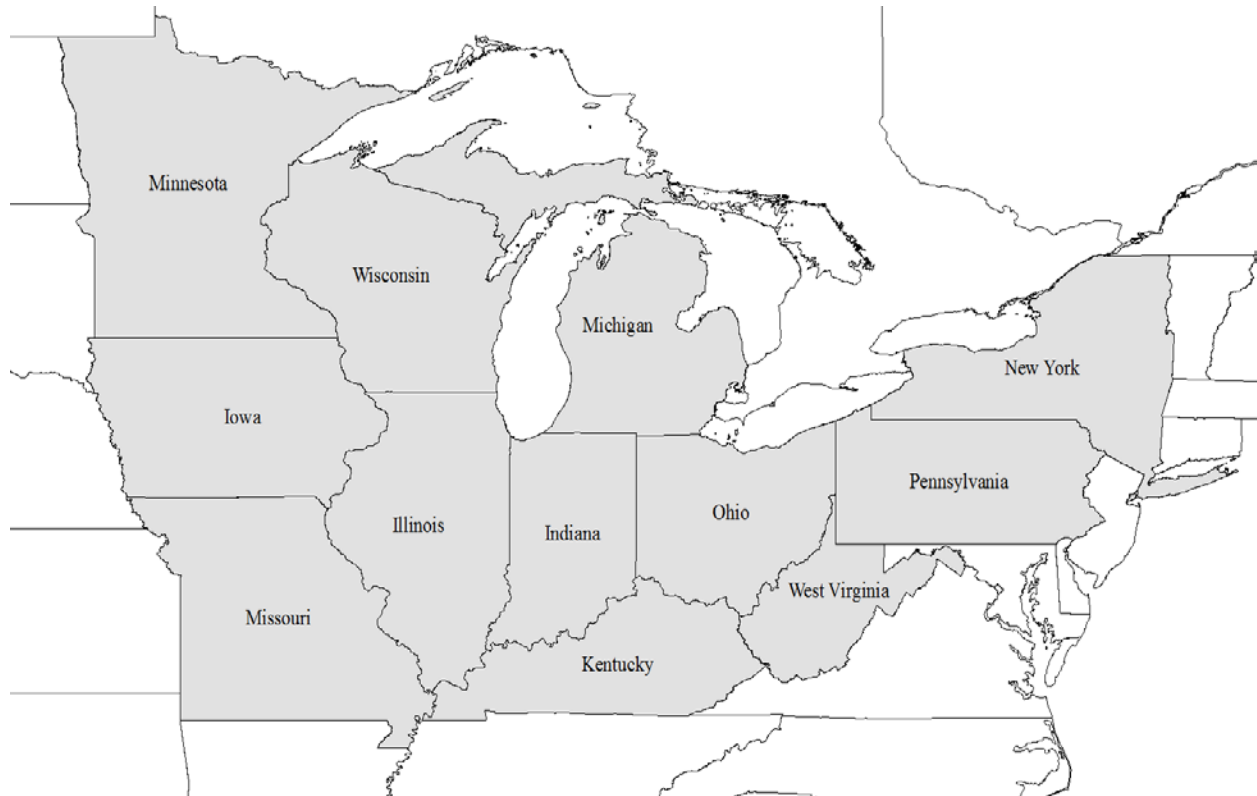 Minnesota
Wisconsin
Michigan
New York
Iowa
Pennsylvania
Ohio
Illinois
Indiana
West Virginia
Missouri
Kentucky